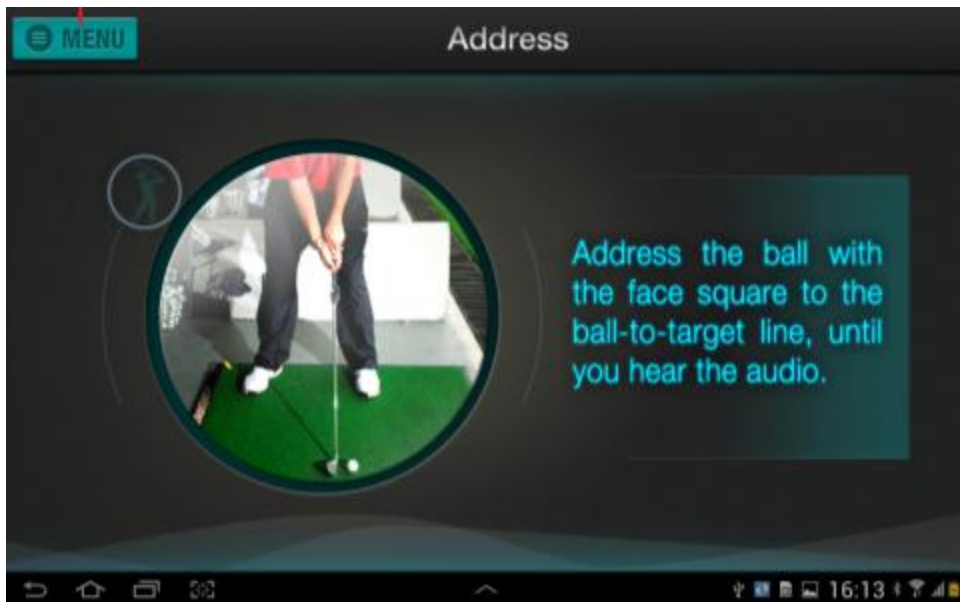 MENU
Address
Address the ball with
the face square to the
ball-to-target line, until
you hear the audio.
16:13